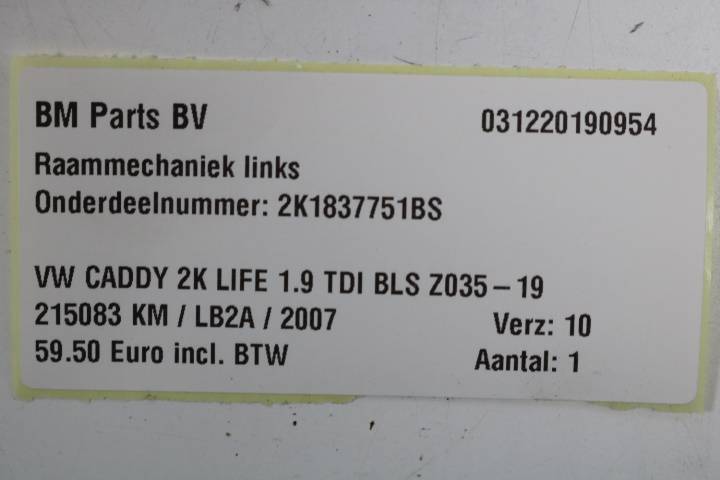 BM Parts BV 031220190954
Raammechaniek links
Onderdeelnummer: 2K1837751BS
VW CADDY 2K LIFE 1.9 TDI BLS Z035-19
215083 KM / LB2A / 2007 Verz: 10
59.50 Euro incl. BTW Aantal: 1